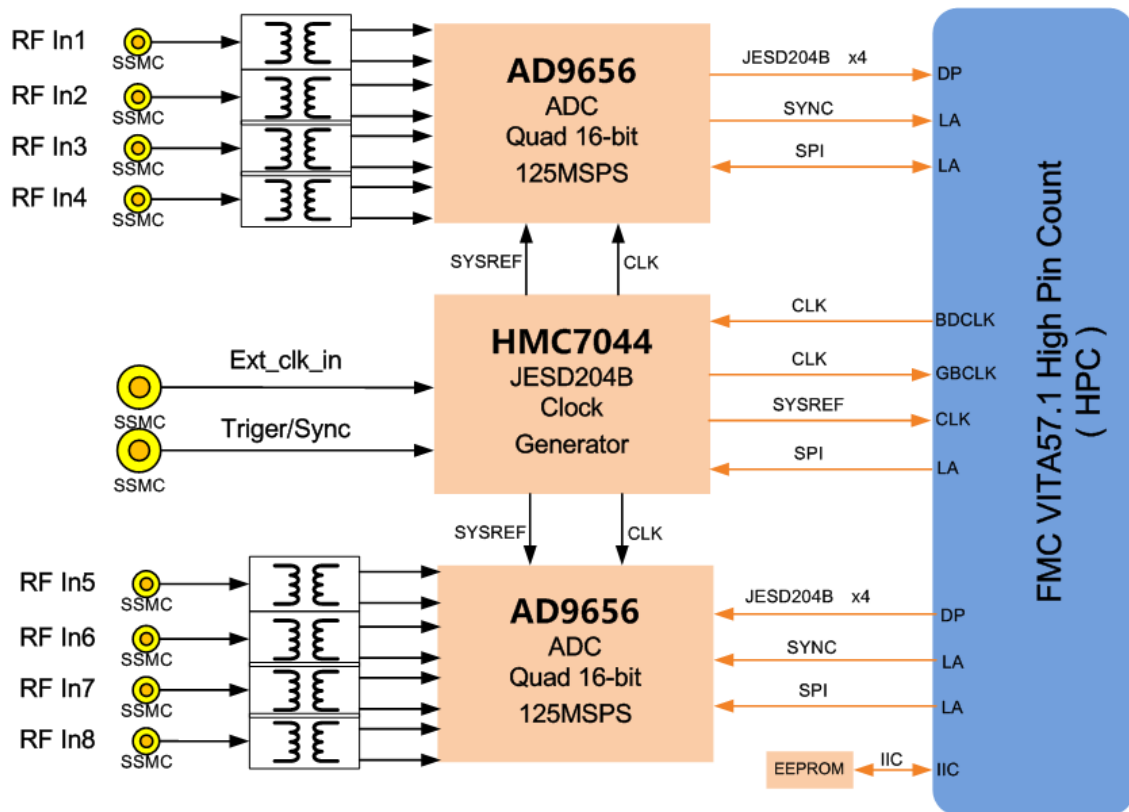 RF In1
SSMC
RF In2
SSMC
RF In3
SSMC
RF In4
SSMC
AD9656
ADC
Quad 16-bit
125MSPS
JESD204B x4
DP
SYNC
LA
SPI
LA
SYSREF
CLK
Ext_clk_in
SSMC
Triger/Sync
SSMC
HMC7044
JESD204B
Clock
Generator
CLK
BDCLK
CLK
GBCLK
SYSREF
CLK
SPI
LA
SYSREF
CLK
RF In5
SSMC
RF In6
SSMC
RF In7
SSMC
RF In8
SSMC
AD9656
ADC
Quad 16-bit
125MSPS
JESD204B x4
DP
SYNC
LA
SPI
LA
EEPROM
IIC
IIC
FMC VITA57.1 High Pin Count
( HPC )